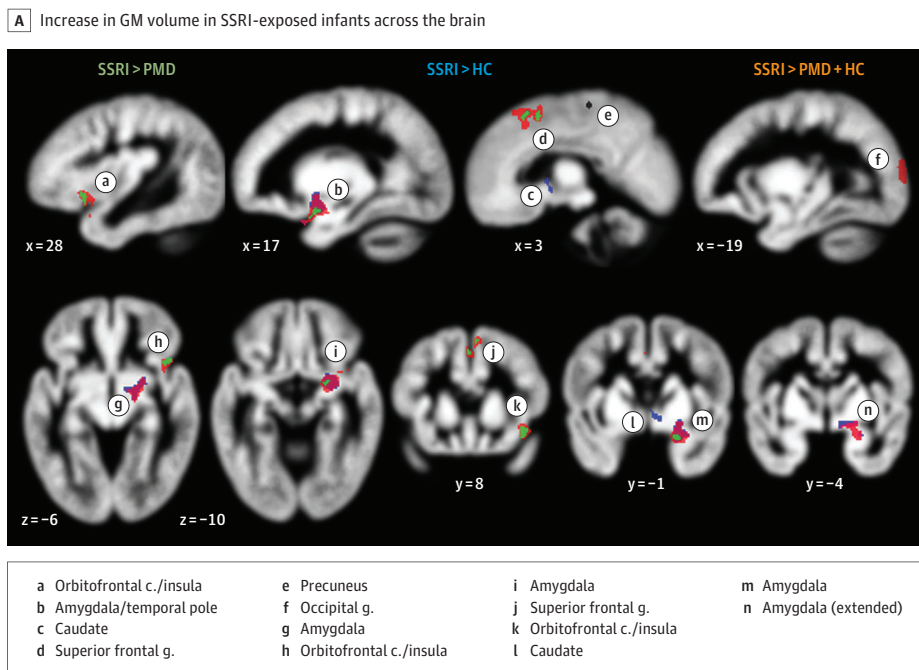 A Increase in GM volume in SSRI-exposed infants across the brain
SSRI > PMD
SSRI > HC
SSRI > PMD + HC
a
b
c
d
e
f
x = 28
x = 17
x = 3
x = −19
g
h
i
j
k
l
m
n
z = −6
z = −10
y = 8
y = −1
y = −4
a Orbitofrontal c./insula
b Amygdala/temporal pole
c Caudate
d Superior frontal g.
e Precuneus
f Occipital g.
g Amygdala
h Orbitofrontal c./insula
i Amygdala
j Superior frontal g.
k Orbitofrontal c./insula
l Caudate
m Amygdala
n Amygdala (extended)